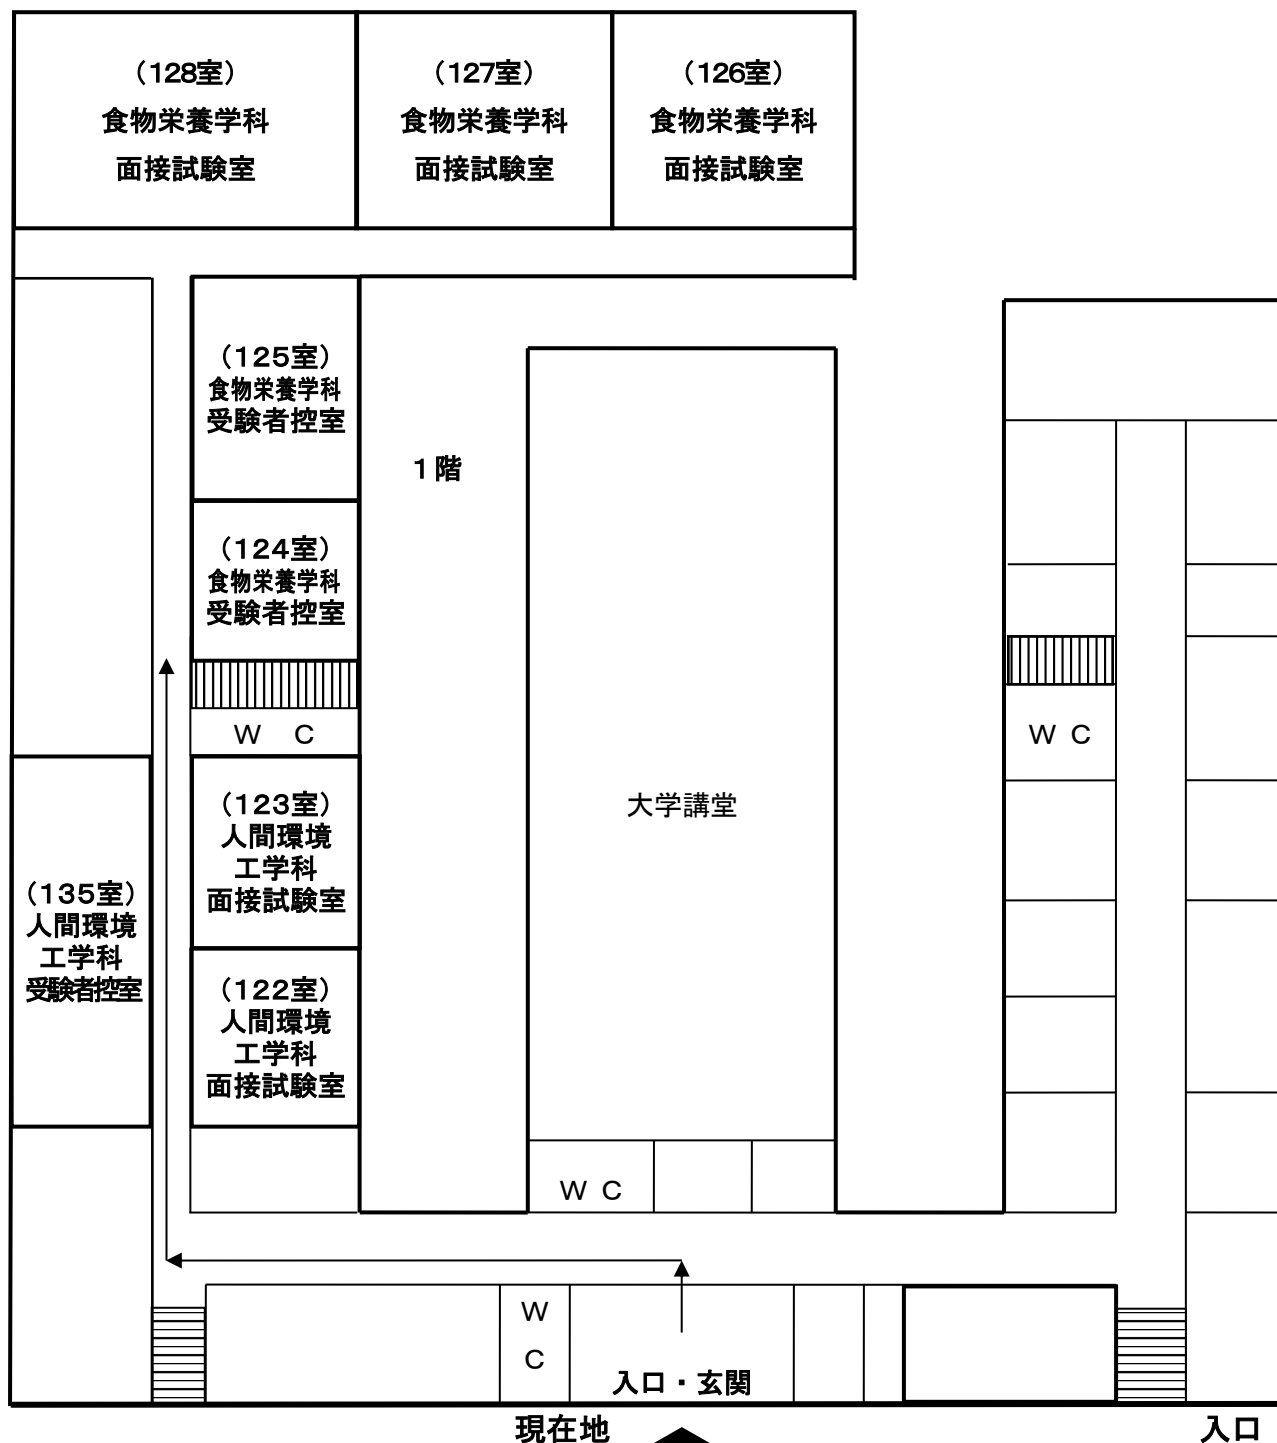 （128室）
食物栄養学科
面接試験室
（127室）
食物栄養学科
面接試験室
（126室）
食物栄養学科
面接試験室
（125室）
食物栄養学科
受験者控室
１階
（124室）
食物栄養学科
受験者控室
Ｗ　Ｃ
Ｗ Ｃ
（123室）
人間環境
工学科
面接試験室
大学講堂
（135室）
人間環境
工学科
受験者控室
（122室）
人間環境
工学科
面接試験室
Ｗ Ｃ
Ｗ
Ｃ
入口・玄関
現在地
入口